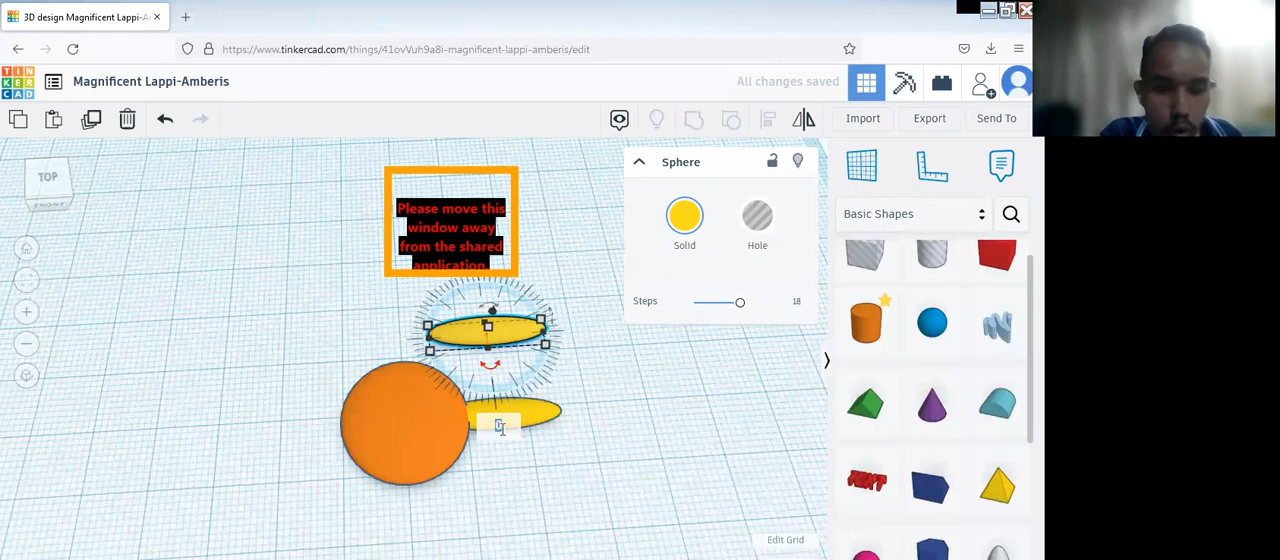 3D design Magnificent Lappi-A
https://www.tinkercad.com/things/41ovVuh9a8i-magnificent-lappi-amberis/edit
TIN
KER
CAD
Magnificent Lappi-Amberis
All changes saved
Import
Export
Send To
TOP
Please move this
window away
from the shared
application.
Sphere
Solid
Hole
Steps
18
Basic Shapes
TEXT
Edit Grid